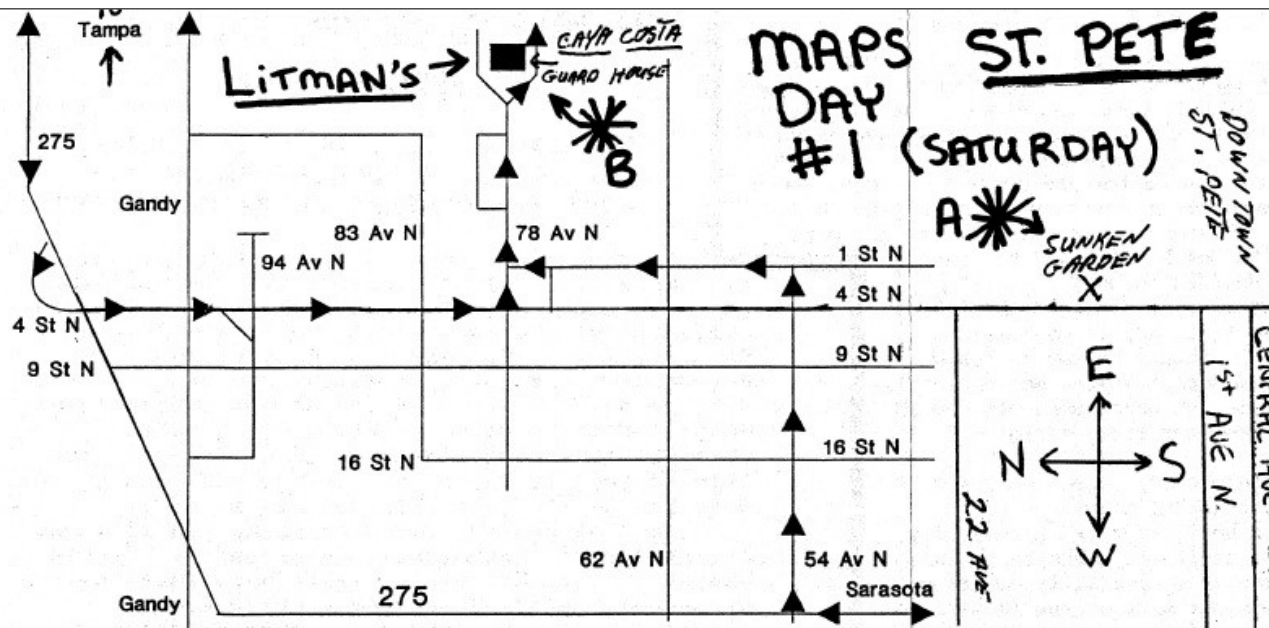 To
Tampa
CAYA COSTA
GUARD HOUSE
LITMAN'S
MAPS ST. PETE
DAY
#1 (SATURDAY)
DOWNTOWN
ST. PETE
275
B
A
SUNKEN
GARDEN
X
Gandy
83 Av N
78 Av N
94 Av N
1 St N
4 St N
4 St N
9 St N
9 St N
16 St N
16 St N
E
N
S
W
1ST AVE N.
CENTRAL AVE
22 AVE
62 Av N
54 Av N
Gandy
275
Sarasota